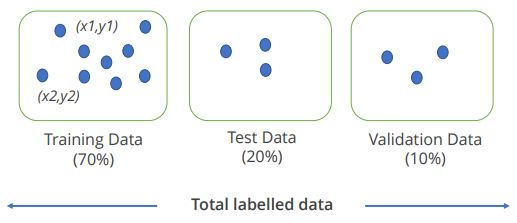 (x1,y1)
(x2,y2)
Training Data
(70%)
Test Data
(20%)
Validation Data
(10%)
Total labelled data